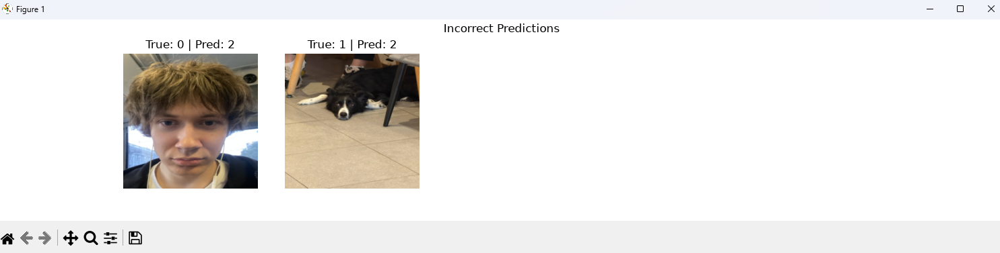 Figure 1
Incorrect Predictions
True: 0 | Pred: 2
True: 1 | Pred: 2